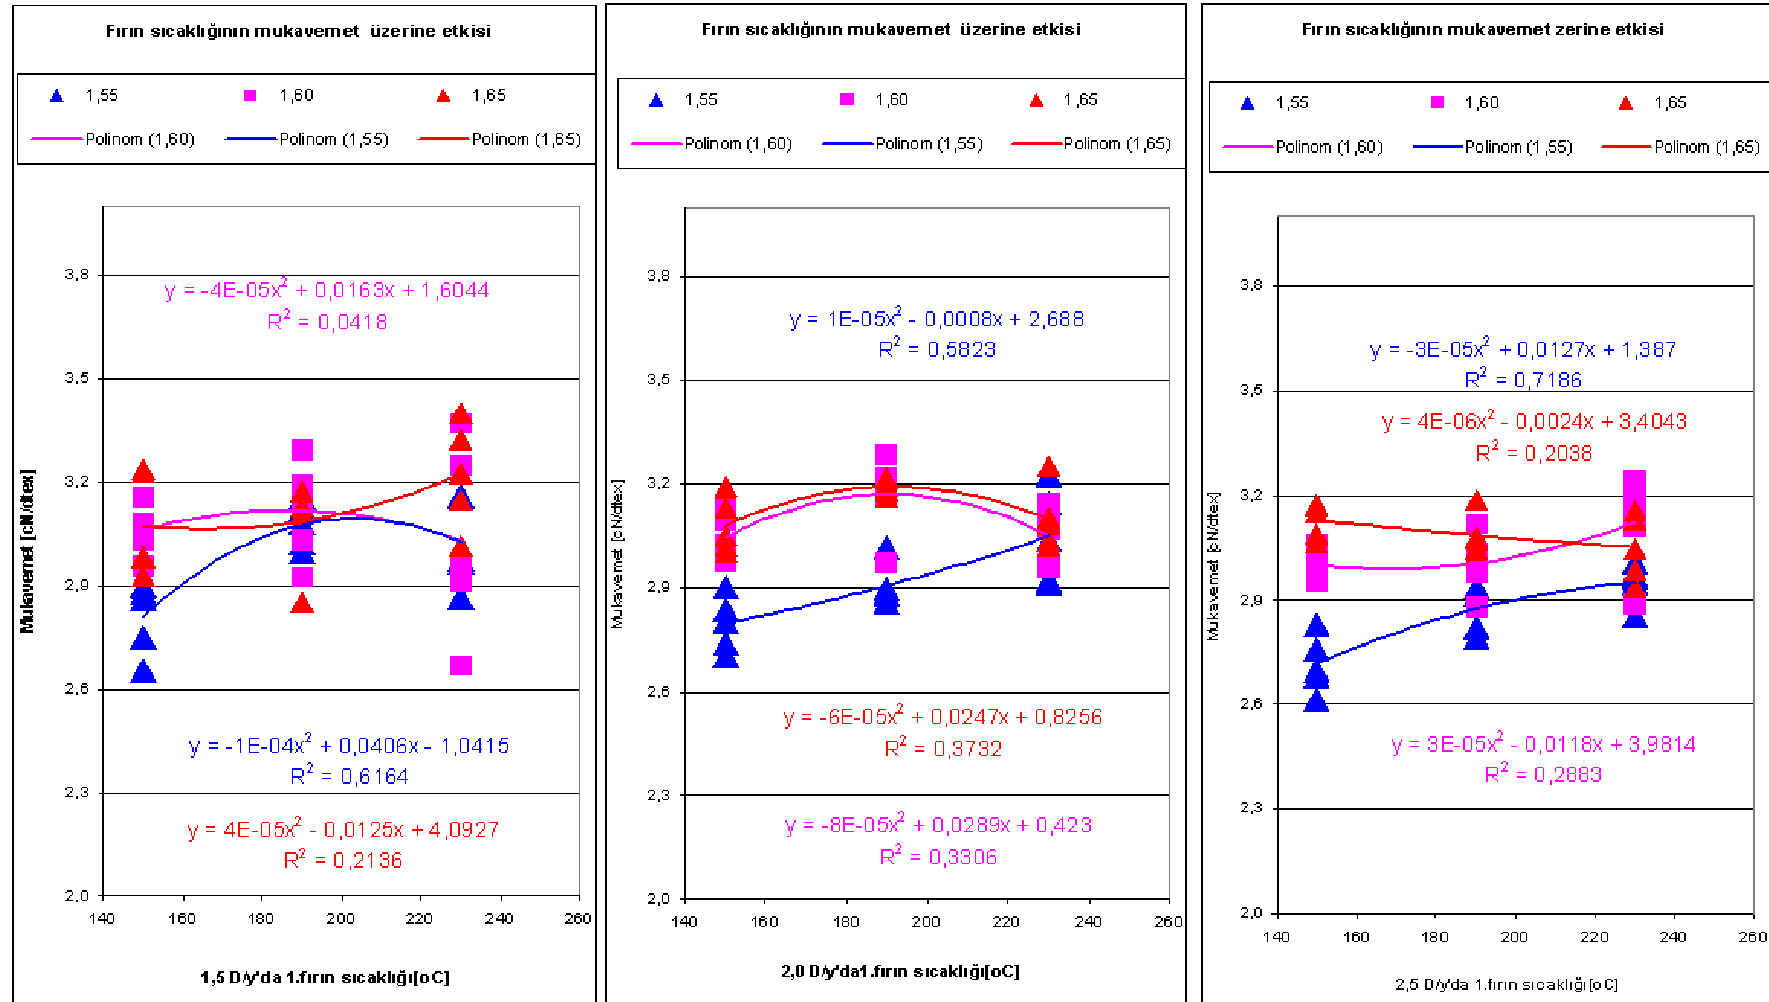 Fırın sıcaklığının mukavemet üzerine etkisi
1,55 1,60 1,65
Polinom (1,60) Polinom (1,55) Polinom (1,65)
Mukavemet [cN/dtex]
3,8
y = -4E-05x² + 0,0163x + 1,6044
R² = 0,0418
3,5
3,2
2,9
2,6
y = -1E-04x² + 0,0406x - 1,0415
R² = 0,6164
2,3
y = 4E-05x² - 0,0125x + 4,0927
R² = 0,2136
2,0
140 160 180 200 220 240 260
1,5 D/y'da 1.fırın sıcaklığı[oC]
Fırın sıcaklığının mukavemet üzerine etkisi
1,55 1,60 1,65
Polinom (1,60) Polinom (1,55) Polinom (1,65)
Mukavemet [cN/dtex]
3,8
y = 1E-05x² - 0,0008x + 2,688
R² = 0,5823
3,5
3,2
2,9
2,6
y = -6E-05x² + 0,0247x + 0,8256
R² = 0,3732
2,3
y = -8E-05x² + 0,0289x + 0,423
R² = 0,3306
2,0
140 160 180 200 220 240 260
2,0 D/y'da1.fırın sıcaklığı[oC]
Fırın sıcaklığının mukavemet zerine etkisi
1,55 1,60 1,65
Polinom (1,60) Polinom (1,55) Polinom (1,65)
Mukavemet [cN/dtex]
3,8
y = -3E-05x² + 0,0127x + 1,387
R² = 0,7186
3,5
y = 4E-06x² - 0,0024x + 3,4043
R² = 0,2038
3,2
2,9
2,6
y = 3E-05x² - 0,0118x + 3,9814
R² = 0,2883
2,3
2,0
140 160 180 200 220 240 260
2,5 D/y'da 1.fırın sıcaklığı[oC]